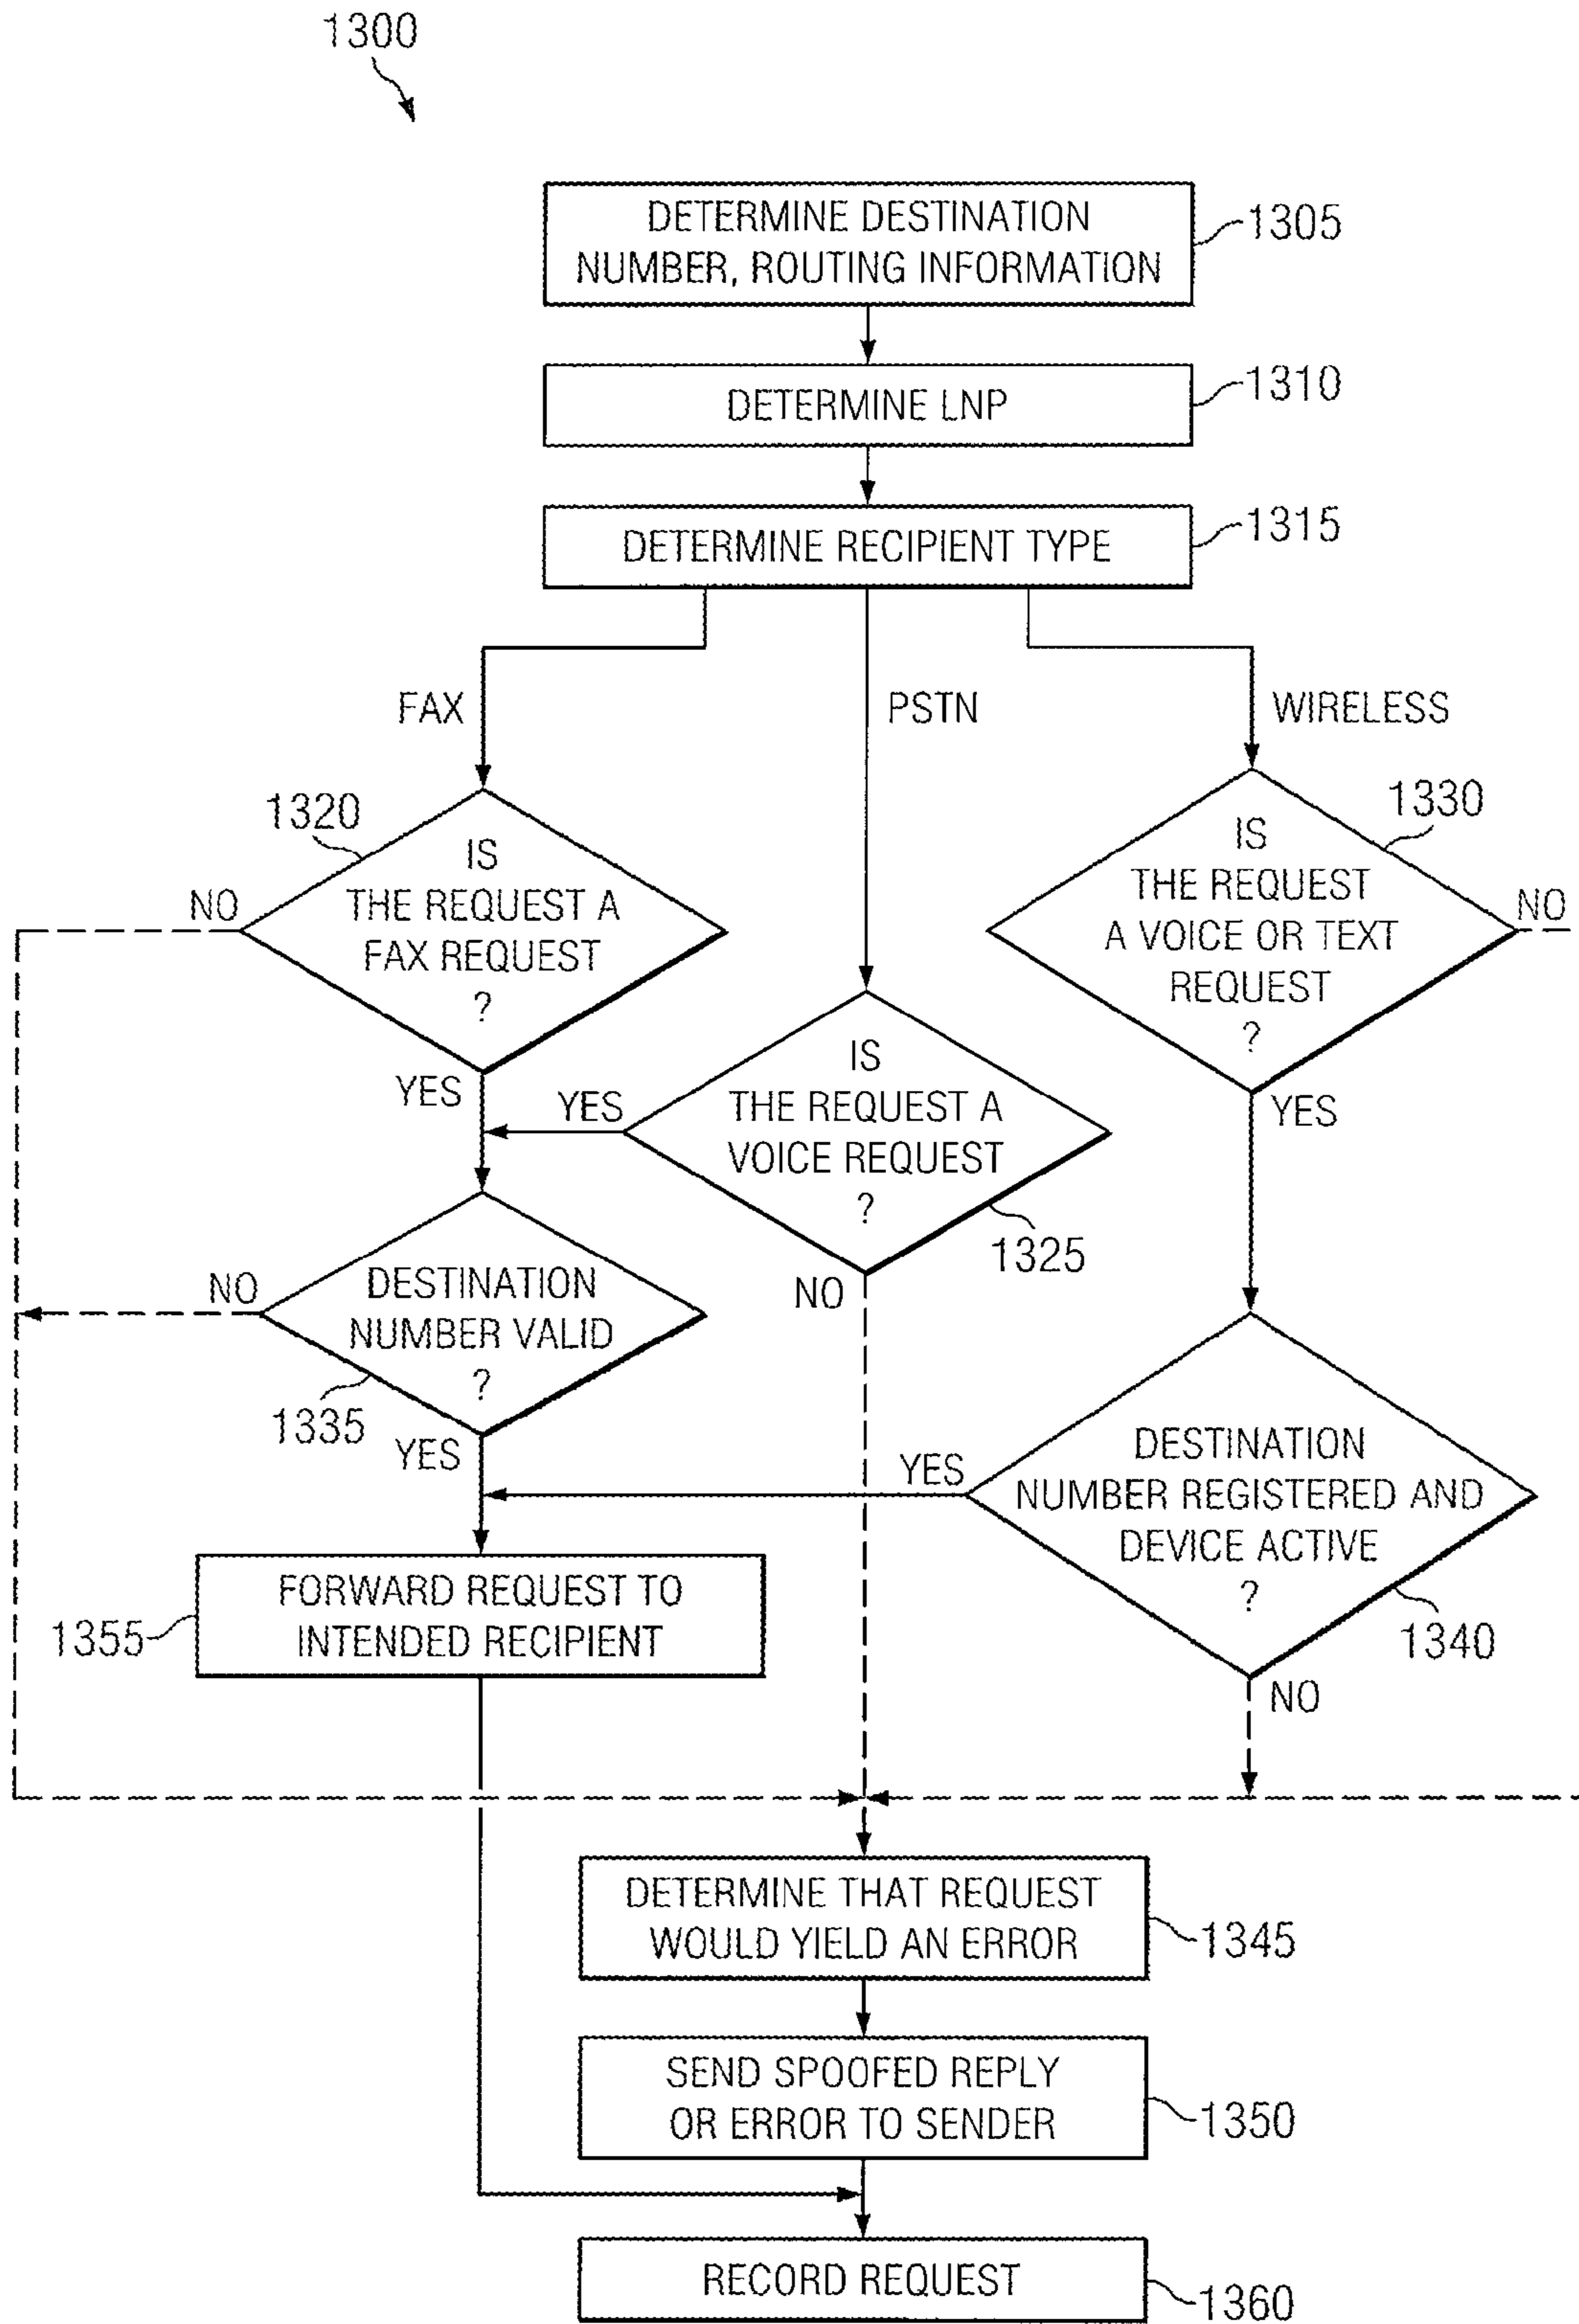 1300
DETERMINE DESTINATION
NUMBER, ROUTING INFORMATION
1305
DETERMINE LNP
1310
DETERMINE RECIPIENT TYPE
1315
FAX
PSTN
WIRELESS
1320
IS
THE REQUEST A
FAX REQUEST
?
NO
YES
1330
IS
THE REQUEST
A VOICE OR TEXT
REQUEST
?
NO
YES
IS
THE REQUEST A
VOICE REQUEST
?
YES
1325
NO
DESTINATION
NUMBER VALID
?
NO
1335
YES
DESTINATION
NUMBER REGISTERED AND
DEVICE ACTIVE
?
YES
1340
NO
FORWARD REQUEST TO
INTENDED RECIPIENT
1355
DETERMINE THAT REQUEST
WOULD YIELD AN ERROR
1345
SEND SPOOFED REPLY
OR ERROR TO SENDER
1350
RECORD REQUEST
1360